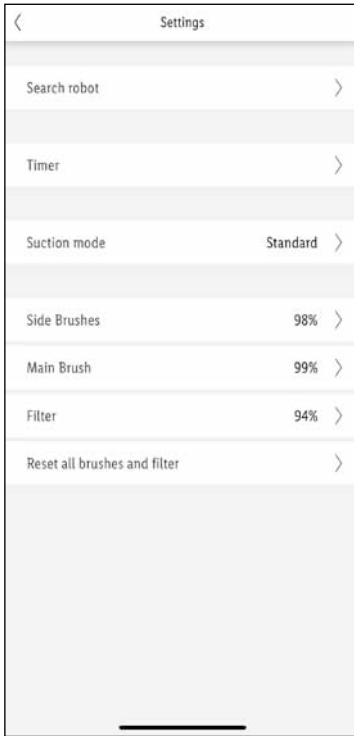 Settings
Search robot
Timer
Suction mode Standard
Side Brushes 98%
Main Brush 99%
Filter 94%
Reset all brushes and filter